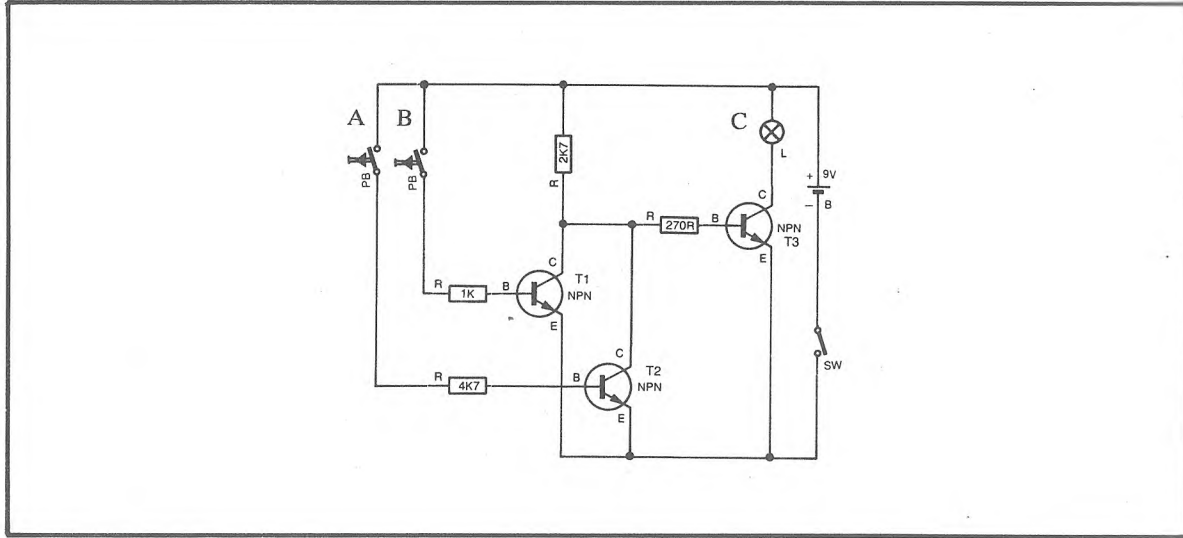 A
B
C
PB
PB
2K7
R
L
+ 9V
− B
C
R
270R
B
NPN
T3
E
C
T1
R
1K
B
NPN
E
SW
C
T2
R
4K7
B
NPN
E